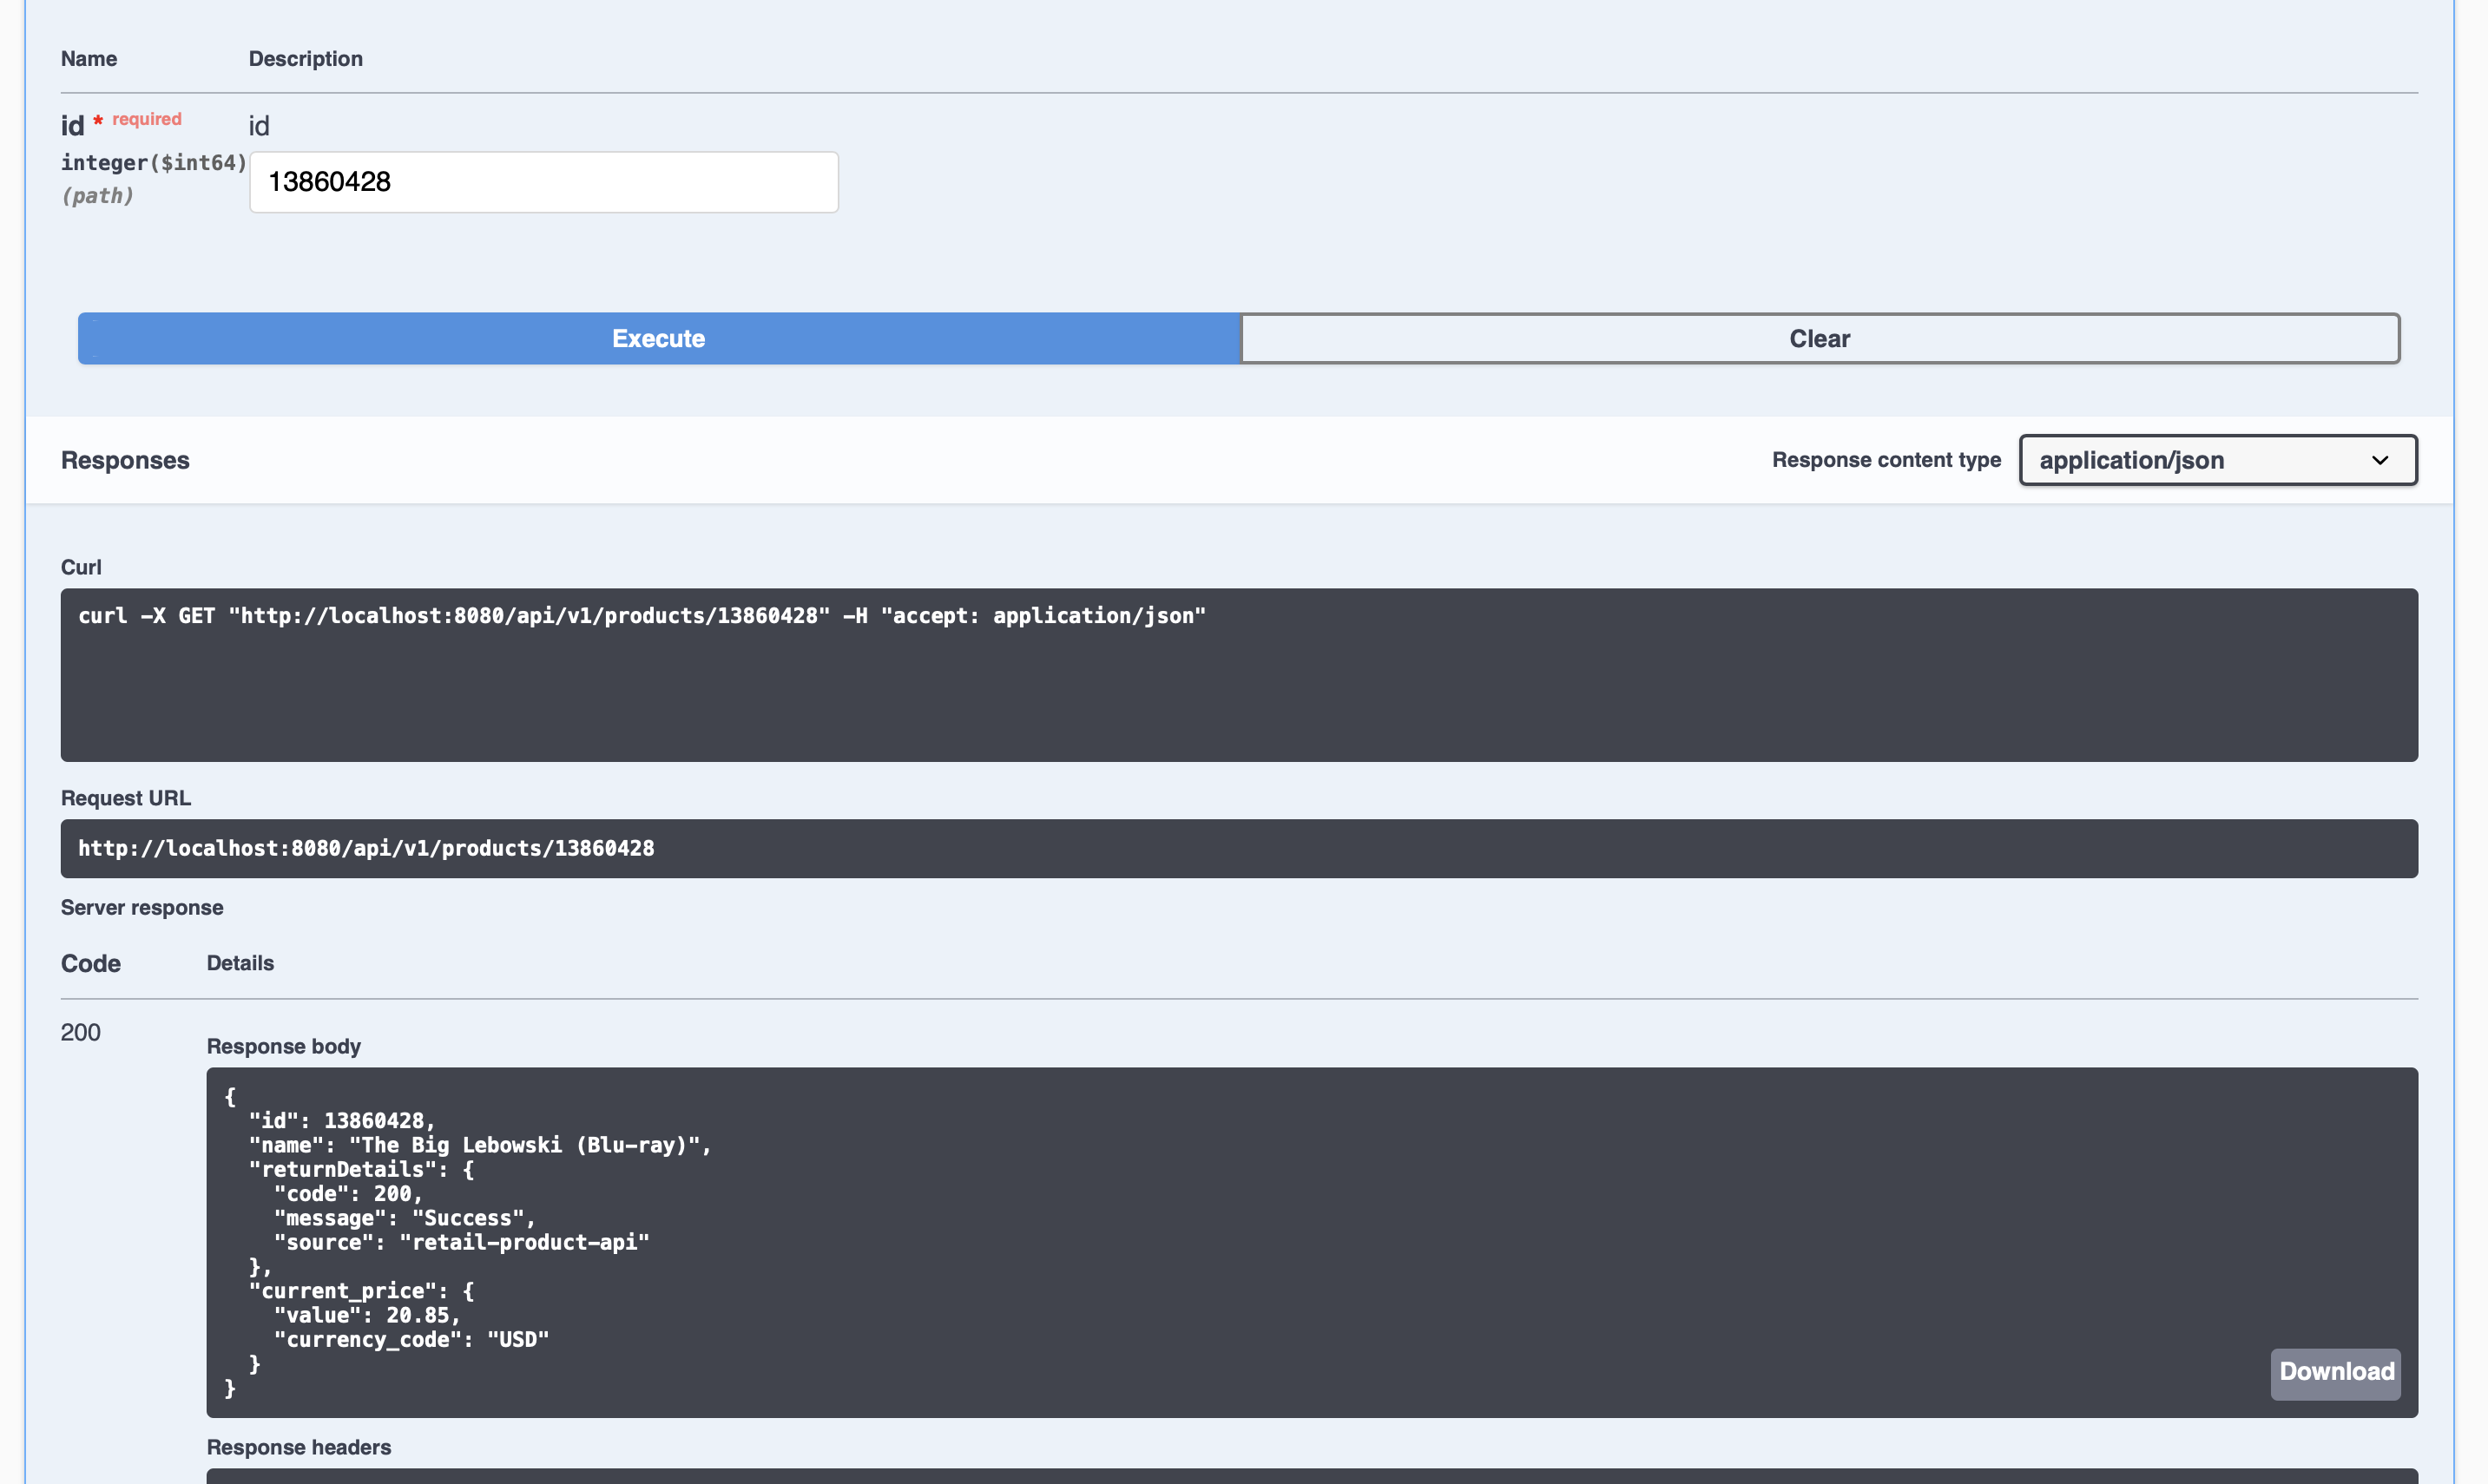 Name Description
id * required id
integer($int64) 13860428
(path)
Execute Clear
Responses Response content type application/json
Curl
curl -X GET "http://localhost:8080/api/v1/products/13860428" -H "accept: application/json"
Request URL
http://localhost:8080/api/v1/products/13860428
Server response
Code Details
200
Response body
{
  "id": 13860428,
  "name": "The Big Lebowski (Blu-ray)",
  "returnDetails": {
    "code": 200,
    "message": "Success",
    "source": "retail-product-api"
  },
  "current_price": {
    "value": 20.85,
    "currency_code": "USD"
  }
}
Download
Response headers